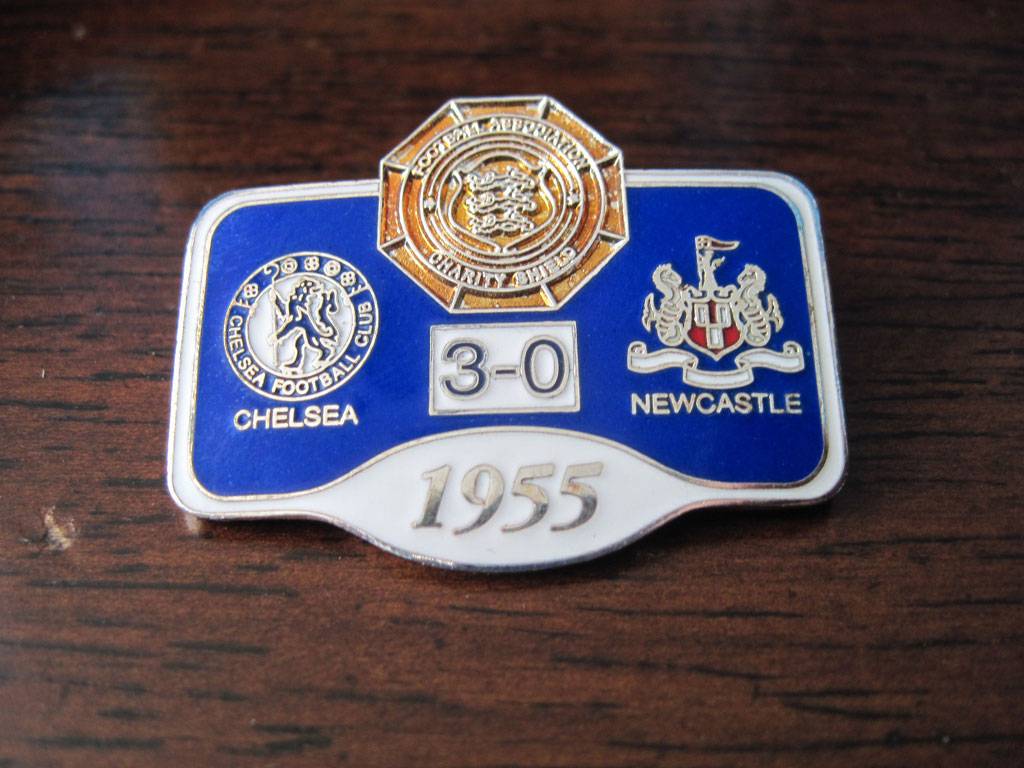 FOOTBALL ASSOCIATION
CHARITY SHIELD
CHELSEA FOOTBALL CLUB
CHELSEA
3-0
NEWCASTLE
1955